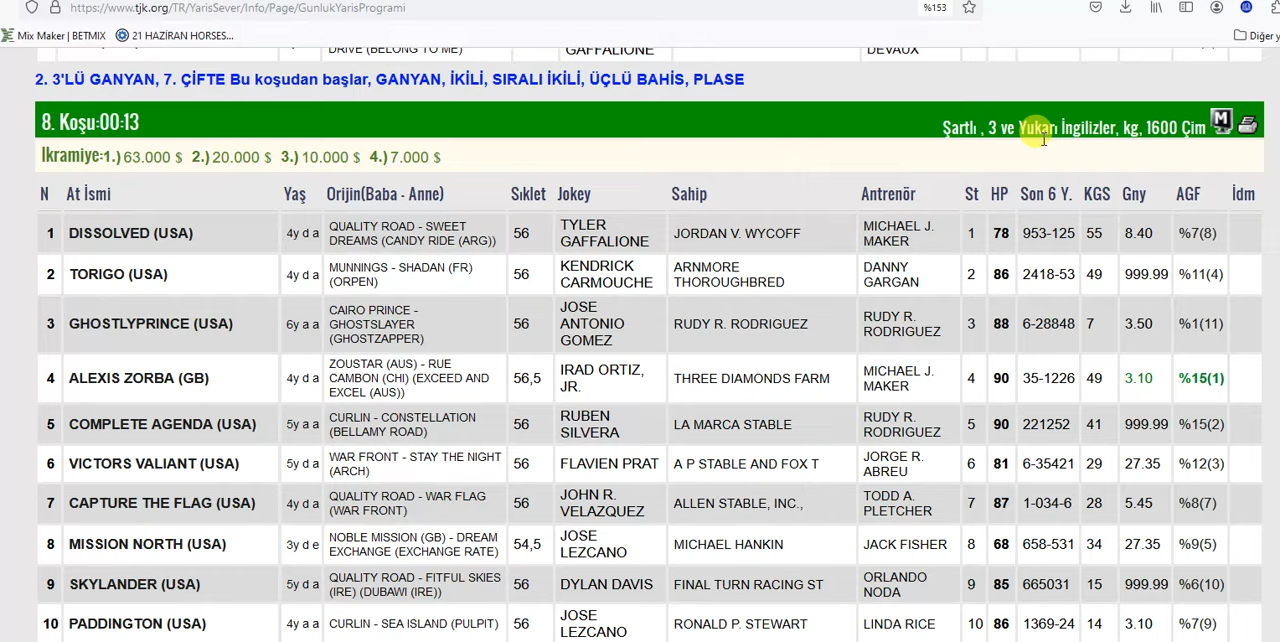 https://www.tjk.org/TR/YarisSever/Info/Page/GunlukYarisProgrami %153
Mix Maker | BETMIX 21 HAZİRAN HORSES... Diğer y
DRIVE (BELONG TO ME) GAFFALIONE DEVAUX
2. 3'LÜ GANYAN, 7. ÇİFTE Bu koşudan başlar, GANYAN, İKİLİ, SIRALI İKİLİ, ÜÇLÜ BAHİS, PLASE
8. Koşu:00:13 Şartlı , 3 ve Yukarı İngilizler, kg, 1600 Çim M
İkramiye:1.) 63.000 $ 2.) 20.000 $ 3.) 10.000 $ 4.) 7.000 $
N At İsmi Yaş Orijin(Baba - Anne) Sıklet Jokey Sahip Antrenör St HP Son 6 Y. KGS Gny AGF İdm
1 DISSOLVED (USA) 4y d a QUALITY ROAD - SWEET DREAMS (CANDY RIDE (ARG)) 56 TYLER GAFFALIONE JORDAN V. WYCOFF MICHAEL J. MAKER 1 78 953-125 55 8.40 %7(8)
2 TORIGO (USA) 4y d a MUNNINGS - SHADAN (FR) (ORPEN) 56 KENDRICK CARMOUCHE ARNMORE THOROUGHBRED DANNY GARGAN 2 86 2418-53 49 999.99 %11(4)
3 GHOSTLYPRINCE (USA) 6y a a CAIRO PRINCE - GHOSTSLAYER (GHOSTZAPPER) 56 JOSE ANTONIO GOMEZ RUDY R. RODRIGUEZ RUDY R. RODRIGUEZ 3 88 6-28848 7 3.50 %1(11)
4 ALEXIS ZORBA (GB) 4y d a ZOUSTAR (AUS) - RUE CAMBON (CHI) (EXCEED AND EXCEL (AUS)) 56,5 IRAD ORTIZ, JR. THREE DIAMONDS FARM MICHAEL J. MAKER 4 90 35-1226 49 3.10 %15(1)
5 COMPLETE AGENDA (USA) 5y a a CURLIN - CONSTELLATION (BELLAMY ROAD) 56 RUBEN SILVERA LA MARCA STABLE RUDY R. RODRIGUEZ 5 90 221252 41 999.99 %15(2)
6 VICTORS VALIANT (USA) 5y d a WAR FRONT - STAY THE NIGHT (ARCH) 56 FLAVIEN PRAT A P STABLE AND FOX T JORGE R. ABREU 6 81 6-35421 29 27.35 %12(3)
7 CAPTURE THE FLAG (USA) 4y d a QUALITY ROAD - WAR FLAG (WAR FRONT) 56 JOHN R. VELAZQUEZ ALLEN STABLE, INC., TODD A. PLETCHER 7 87 1-034-6 28 5.45 %8(7)
8 MISSION NORTH (USA) 3y d e NOBLE MISSION (GB) - DREAM EXCHANGE (EXCHANGE RATE) 54,5 JOSE LEZCANO MICHAEL HANKIN JACK FISHER 8 68 658-531 34 27.35 %9(5)
9 SKYLANDER (USA) 5y d a QUALITY ROAD - FITFUL SKIES (IRE) (DUBAWI (IRE)) 56 DYLAN DAVIS FINAL TURN RACING ST ORLANDO NODA 9 85 665031 15 999.99 %6(10)
10 PADDINGTON (USA) 4y a a CURLIN - SEA ISLAND (PULPIT) 56 JOSE LEZCANO RONALD P. STEWART LINDA RICE 10 86 1369-24 14 3.10 %7(9)